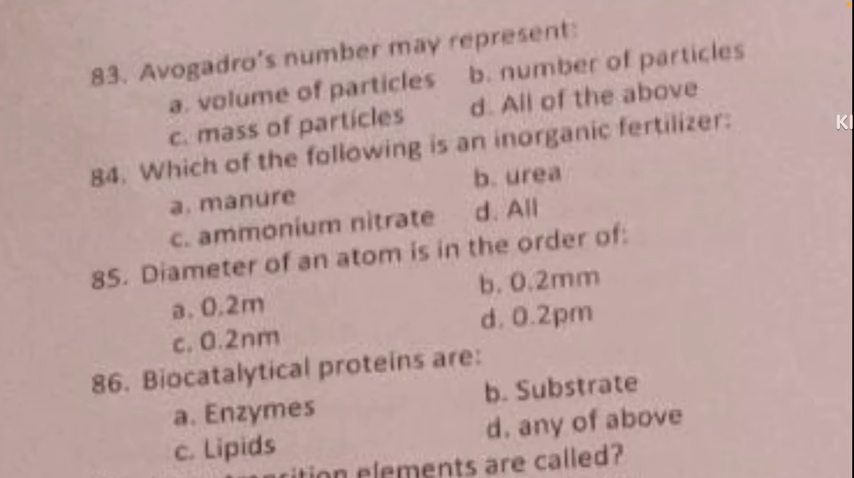 83. Avogadro's number may represent:
a. volume of particles b. number of particles
c. mass of particles d. All of the above
84. Which of the following is an inorganic fertilizer:
a. manure b. urea
c. ammonium nitrate d. All
85. Diameter of an atom is in the order of:
a. 0.2m b. 0.2mm
c. 0.2nm d. 0.2pm
86. Biocatalytical proteins are:
a. Enzymes b. Substrate
c. Lipids d. any of above
elements are called?